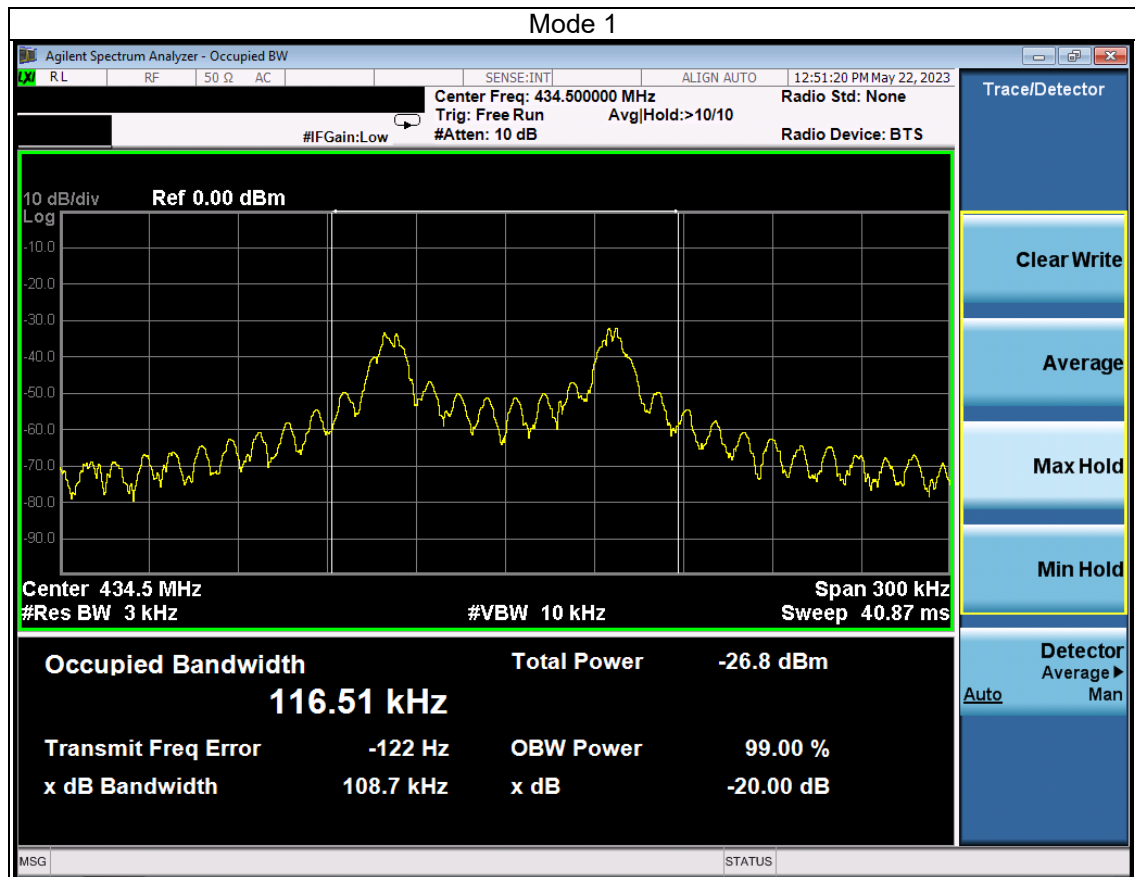 Mode 1
Agilent Spectrum Analyzer - Occupied BW
LXI RL RF 50 Ω AC SENSE:INT ALIGN AUTO 12:51:20 PM May 22, 2023
Center Freq: 434.500000 MHz Radio Std: None
Trig: Free Run Avg|Hold:>10/10
#IFGain:Low #Atten: 10 dB Radio Device: BTS
10 dB/div Ref 0.00 dBm
Log
-10.0
-20.0
-30.0
-40.0
-50.0
-60.0
-70.0
-80.0
-90.0
Center 434.5 MHz Span 300 kHz
#Res BW 3 kHz #VBW 10 kHz Sweep 40.87 ms
Occupied Bandwidth Total Power -26.8 dBm
116.51 kHz
Transmit Freq Error -122 Hz OBW Power 99.00 %
x dB Bandwidth 108.7 kHz x dB -20.00 dB
MSG STATUS
Trace/Detector
Clear Write
Average
Max Hold
Min Hold
Detector
Average▶
Auto Man